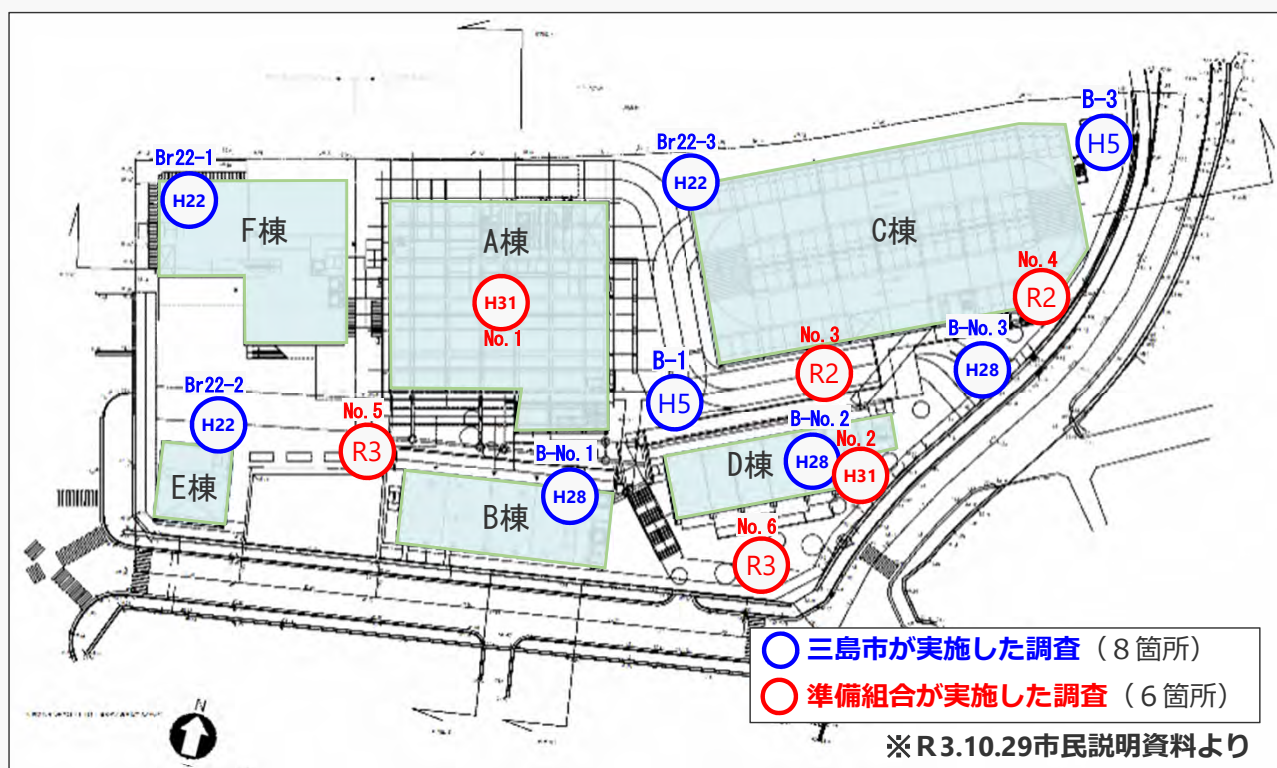 B-3
H5
Br22-3
H22
Br22-1
H22
F棟
A棟
C棟
No. 4
R2
H31
No. 1
No. 3
R2
B-No. 3
H28
B-1
H5
Br22-2
H22
No. 5
R3
B-No. 2
H28
No. 2
H31
D棟
B-No. 1
H28
E棟
B棟
No. 6
R3
三島市が実施した調査（８箇所）
準備組合が実施した調査（６箇所）
※Ｒ3.10.29市民説明資料より
N